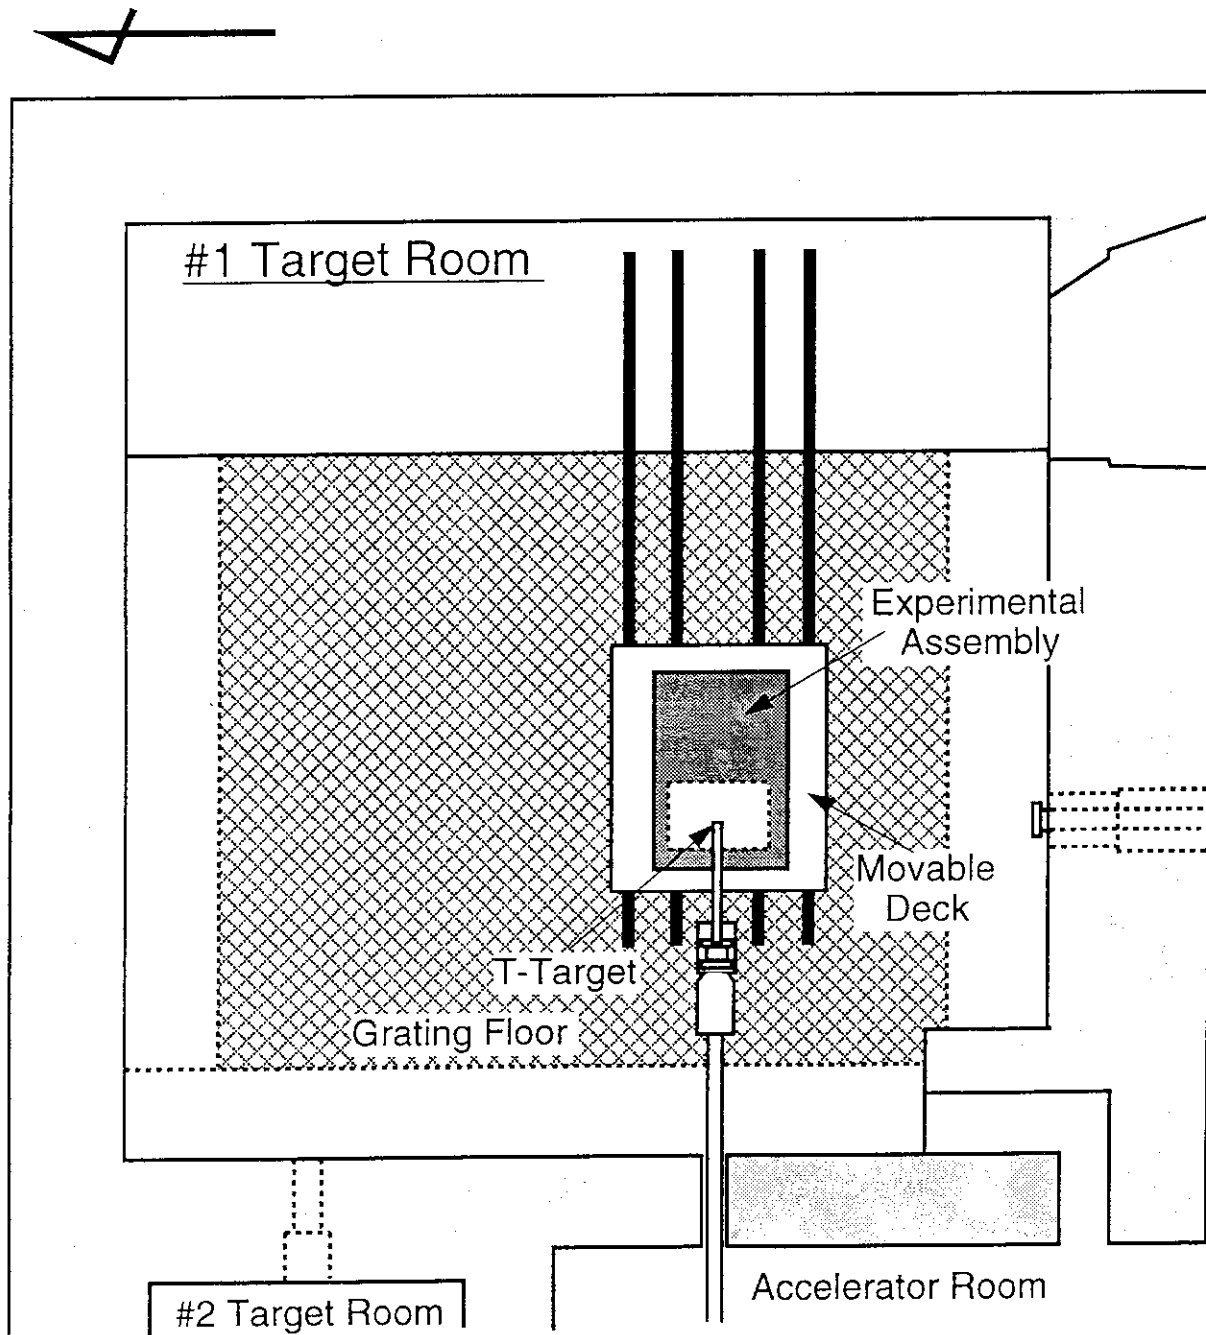 #1 Target Room
Experimental
Assembly
Movable
Deck
T-Target
Grating Floor
Accelerator Room
#2 Target Room